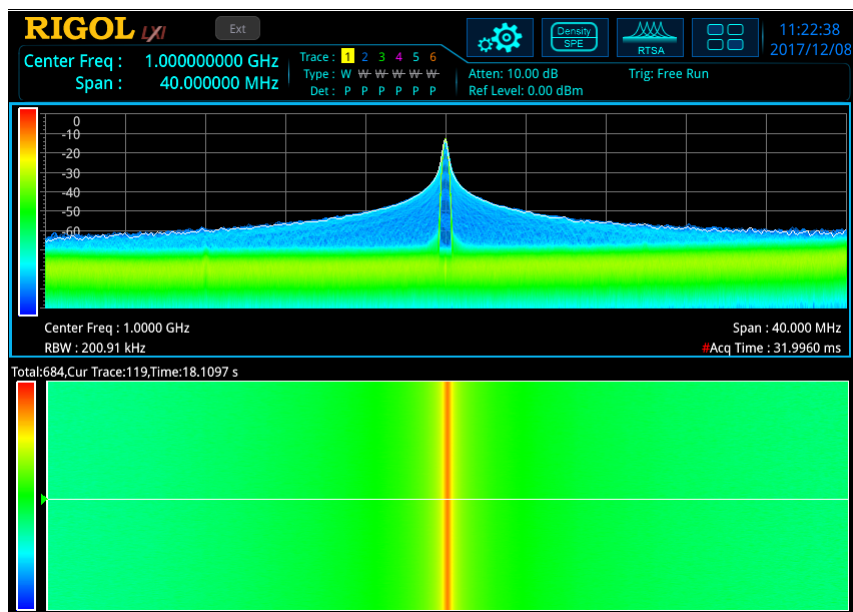 RIGOL LXI Ext
Density
SPE
RTSA
11:22:38
2017/12/08
Center Freq : 1.000000000 GHz
Span : 40.000000 MHz
Trace : 1 2 3 4 5 6
Type : W W W W W W
Det : P P P P P P
Atten: 10.00 dB
Trig: Free Run
Ref Level: 0.00 dBm
0
-10
-20
-30
-40
-50
-60
Center Freq : 1.0000 GHz
Span : 40.000 MHz
RBW : 200.91 kHz
#Acq Time : 31.9960 ms
Total:684,Cur Trace:119,Time:18.1097 s